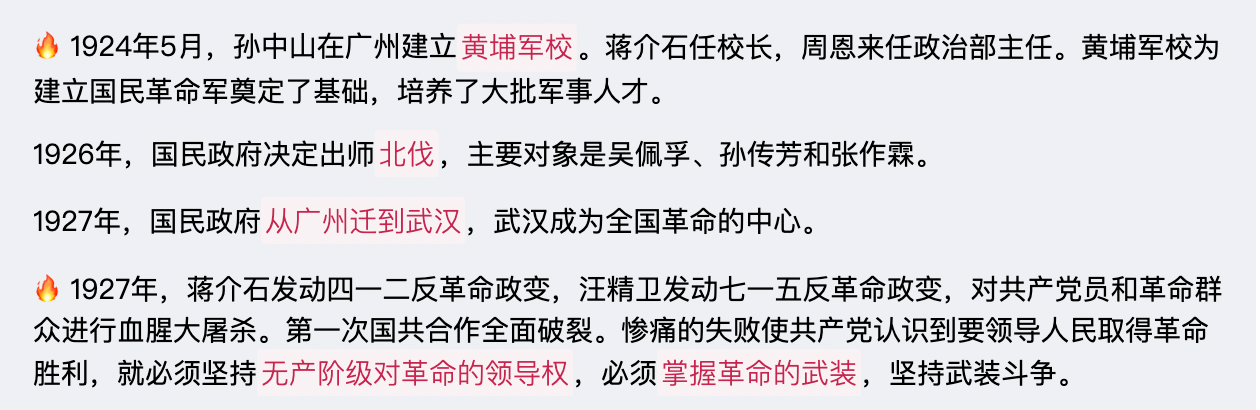 🔥 1924年5月，孙中山在广州建立黄埔军校。蒋介石任校长，周恩来任政治部主任。黄埔军校为
建立国民革命军奠定了基础，培养了大批军事人才。
1926年，国民政府决定出师北伐，主要对象是吴佩孚、孙传芳和张作霖。
1927年，国民政府从广州迁到武汉，武汉成为全国革命的中心。
🔥 1927年，蒋介石发动四一二反革命政变，汪精卫发动七一五反革命政变，对共产党员和革命群
众进行血腥大屠杀。第一次国共合作全面破裂。惨痛的失败使共产党认识到要领导人民取得革命
胜利，就必须坚持无产阶级对革命的领导权，必须掌握革命的武装，坚持武装斗争。